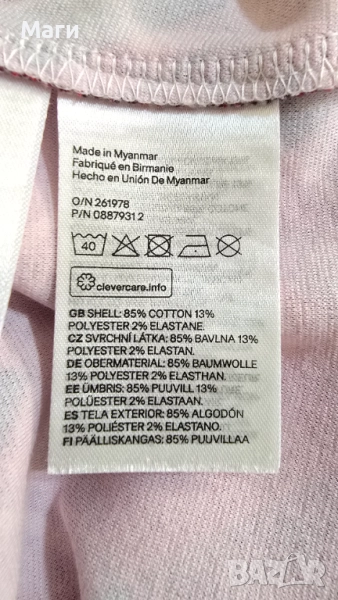 Маги
Made in Myanmar
Fabriqué en Birmanie
Hecho en Unión De Myanmar
O/N 261978
P/N 08879312
40
clevercare.info
GB SHELL: 85% COTTON 13%
POLYESTER 2% ELASTANE.
CZ SVRCHNÍ LÁTKA: 85% BAVLNA 13%
POLYESTER 2% ELASTAN.
DE OBERMATERIAL: 85% BAUMWOLLE
13% POLYESTER 2% ELASTHAN.
EE ÜMBRIS: 85% PUUVILL 13%
POLÜESTER 2% ELASTAAN.
ES TELA EXTERIOR: 85% ALGODÓN
13% POLIÉSTER 2% ELASTANO.
FI PÄÄLLISKANGAS: 85% PUUVILLAA
bazar